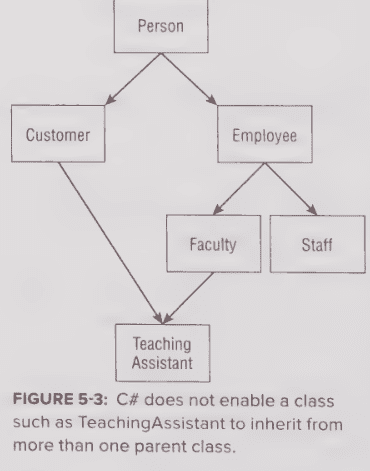 Person
Customer
Employee
Faculty
Staff
Teaching
Assistant
FIGURE 5-3: C# does not enable a class
such as TeachingAssistant to inherit from
more than one parent class.